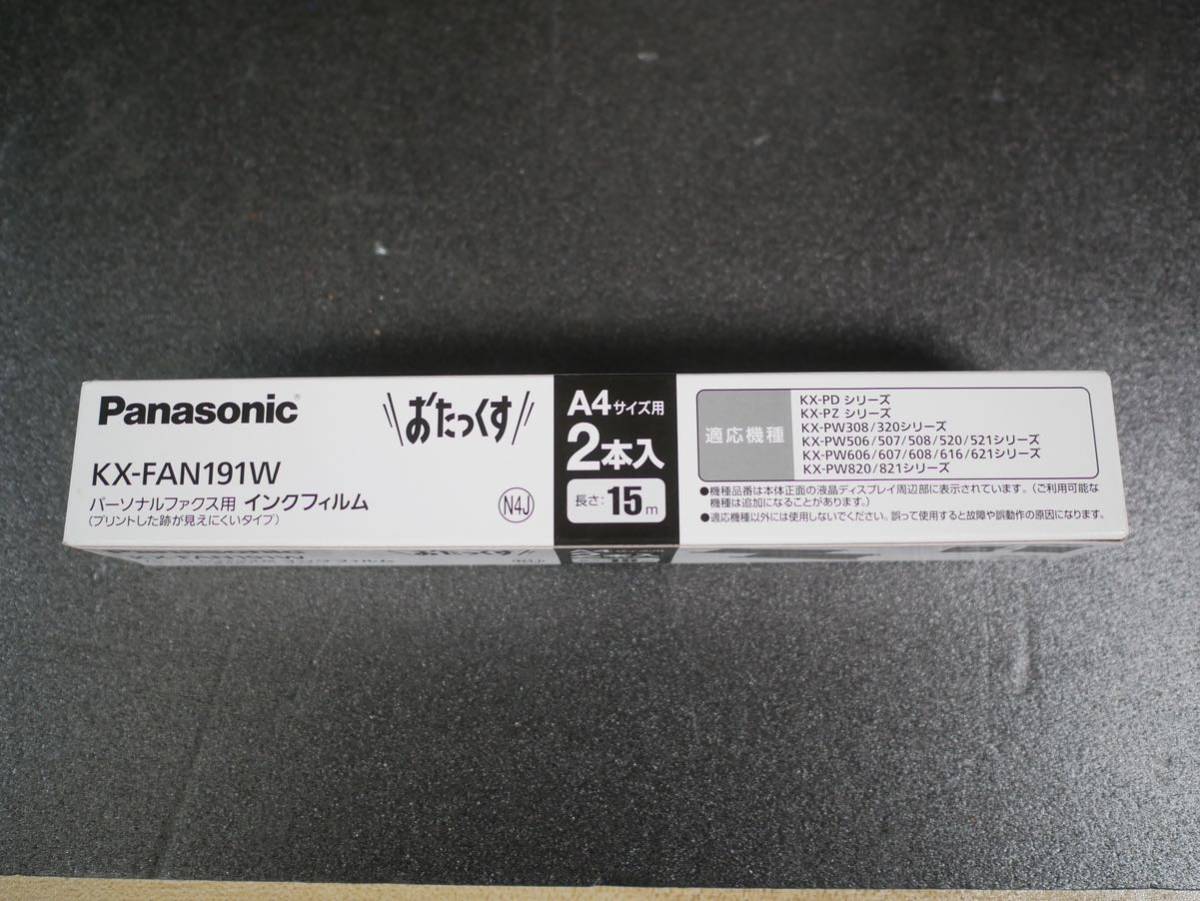 Panasonic
KX-FAN191W
パーソナルファクス用 インクフィルム
(プリントした跡が見えにくいタイプ)
おたっくす
N4J
A4サイズ用
2本入
長さ:15m
適応機種
KX-PD シリーズ
KX-PZ シリーズ
KX-PW308/320シリーズ
KX-PW506/507/508/520/521シリーズ
KX-PW606/607/608/616/621シリーズ
KX-PW820/821シリーズ
●機種品番は本体正面の液晶ディスプレイ周辺部に表示されています。(ご利用可能な
機種は追加になることがあります。)
●適応機種以外には使用しないでください。誤って使用すると故障や誤動作の原因になります。
Panasonic
おたっくす